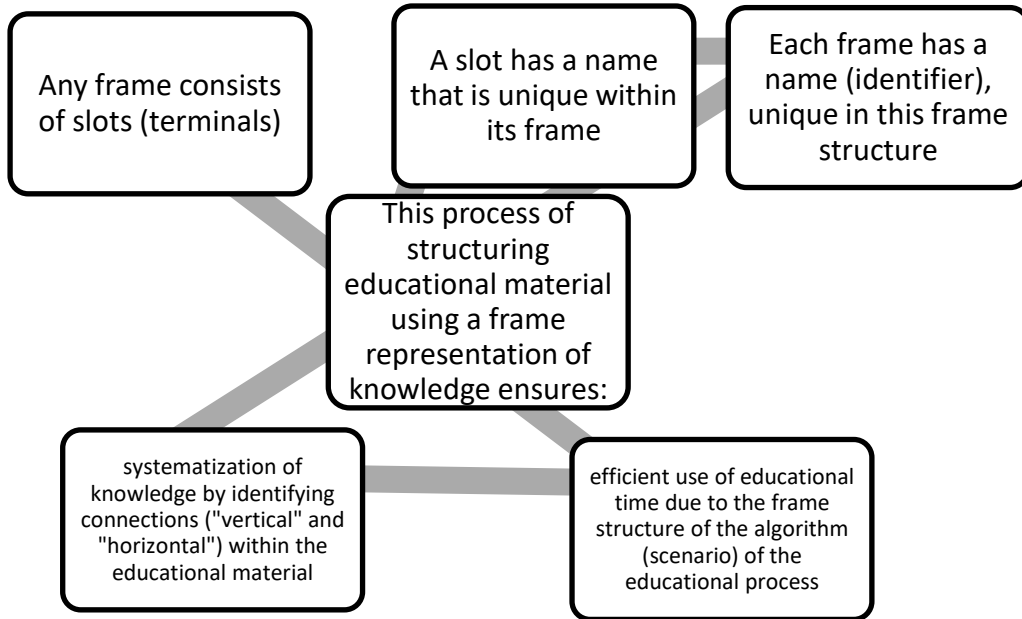 Any frame consists
of slots (terminals)
A slot has a name
that is unique within
its frame
Each frame has a
name (identifier),
unique in this frame
structure
This process of
structuring
educational material
using a frame
representation of
knowledge ensures:
systematization of
knowledge by identifying
connections ("vertical" and
"horizontal") within the
educational material
efficient use of educational
time due to the frame
structure of the algorithm
(scenario) of the
educational process